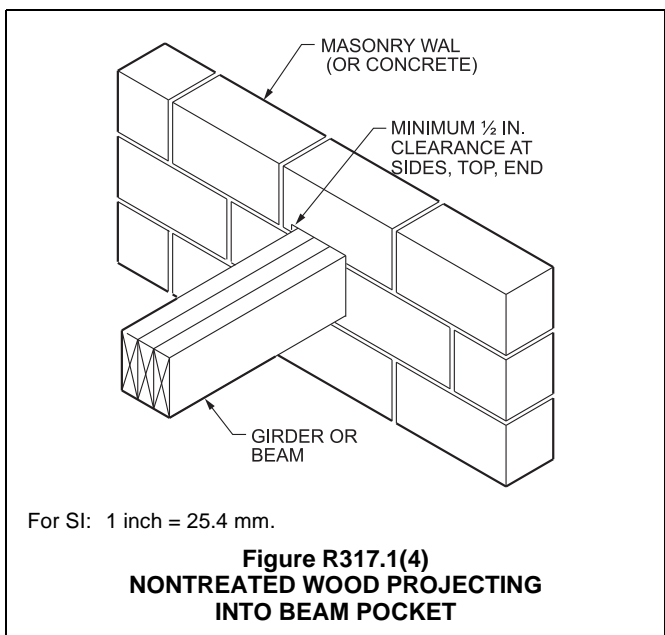 MASONRY WAL
(OR CONCRETE)
MINIMUM ½ IN.
CLEARANCE AT
SIDES, TOP, END
GIRDER OR
BEAM
For SI: 1 inch = 25.4 mm.
Figure R317.1(4)
NONTREATED WOOD PROJECTING
INTO BEAM POCKET